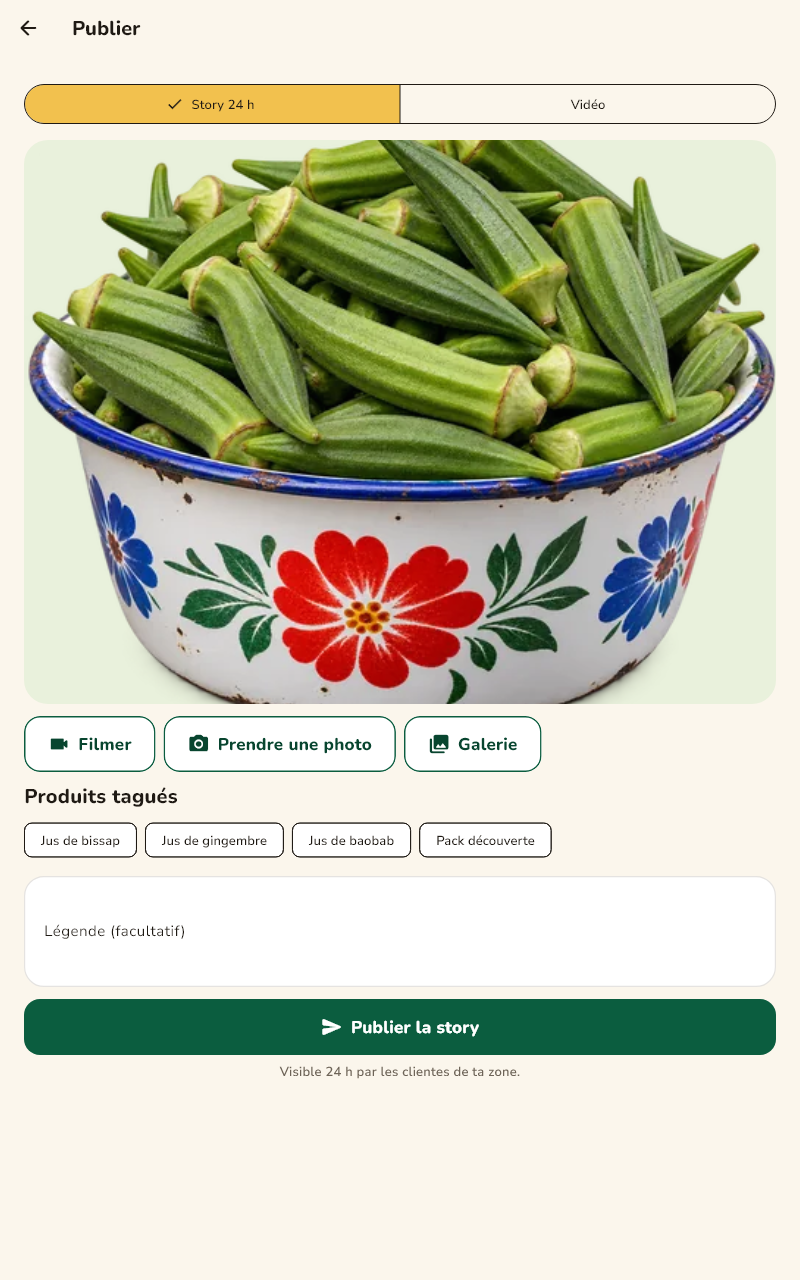 Publier
Story 24 h
Vidéo
Filmer
Prendre une photo
Galerie
Produits tagués
Jus de bissap
Jus de gingembre
Jus de baobab
Pack découverte
Légende (facultatif)
Publier la story
Visible 24 h par les clientes de ta zone.